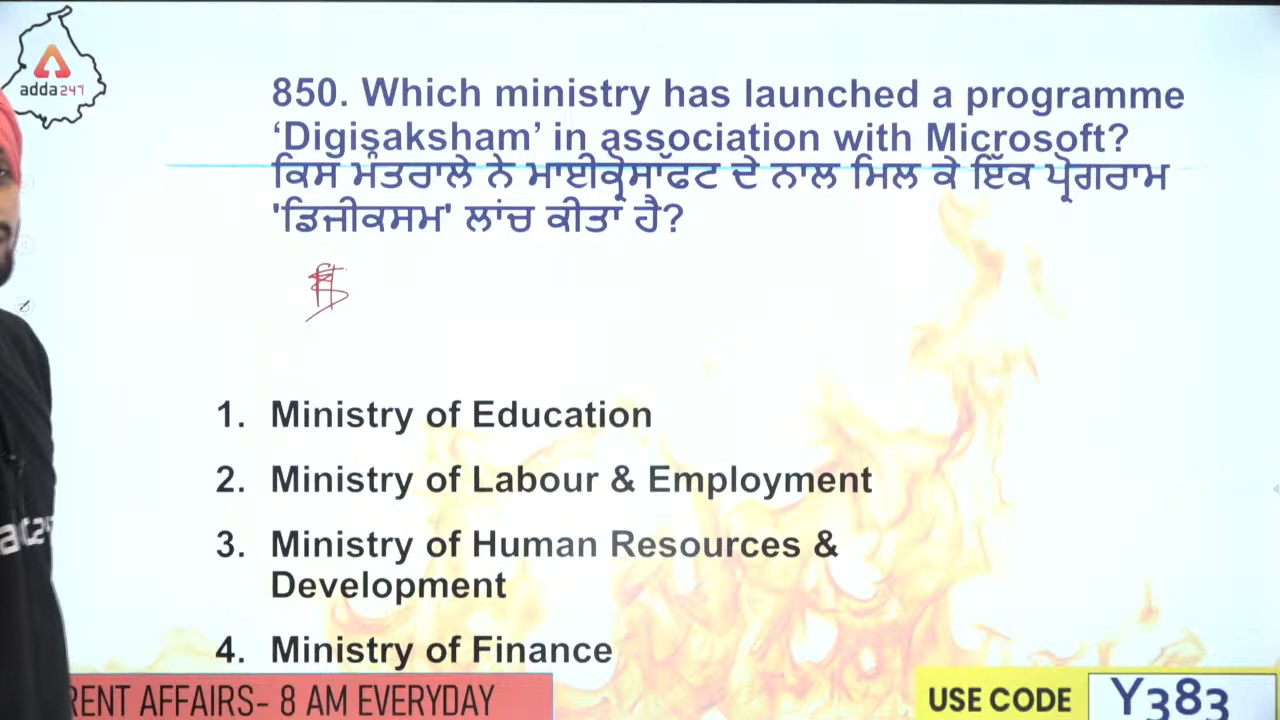 adda247
850. Which ministry has launched a programme
‘Digisaksham’ in association with Microsoft?
ਕਿਸ ਮੰਤਰਾਲੇ ਨੇ ਮਾਈਕ੍ਰੋਸਾੱਫਟ ਦੇ ਨਾਲ ਮਿਲ ਕੇ ਇੱਕ ਪ੍ਰੋਗਰਾਮ
'ਡਿਜੀਕਸਮ' ਲਾਂਚ ਕੀਤਾ ਹੈ?
1. Ministry of Education
2. Ministry of Labour & Employment
3. Ministry of Human Resources &
Development
4. Ministry of Finance
RENT AFFAIRS- 8 AM EVERYDAY
USE CODE
Y383